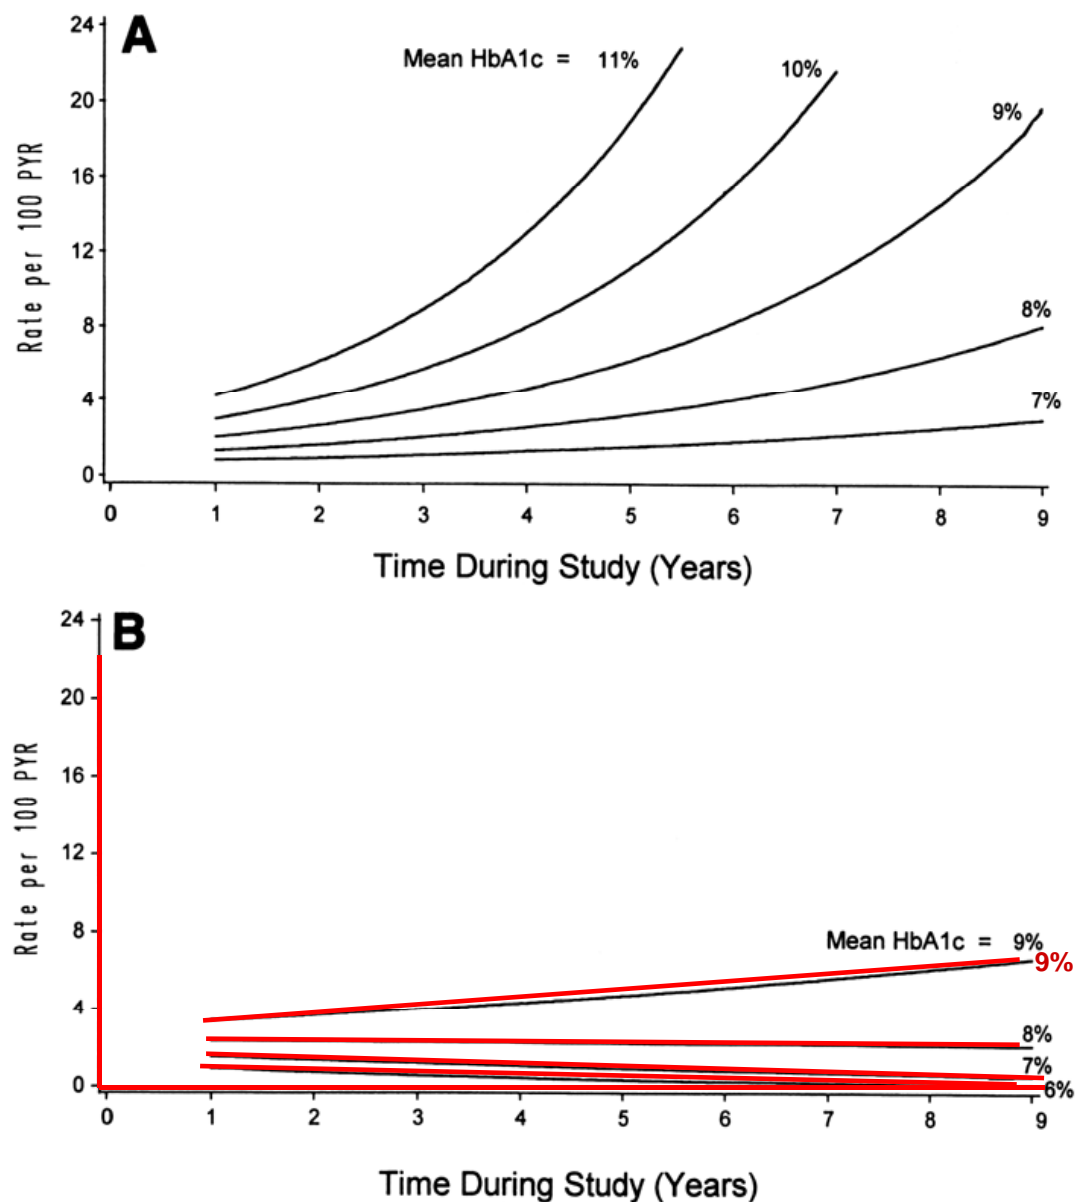 A
Mean HbA1c = 11%
10%
9%
8%
7%
24
20
16
12
8
4
0
Rate per 100 PYR
0 1 2 3 4 5 6 7 8 9
Time During Study (Years)
B
24
20
16
12
8
4
0
Rate per 100 PYR
Mean HbA1c = 9%
9%
8%
7%
6%
0 1 2 3 4 5 6 7 8 9
Time During Study (Years)